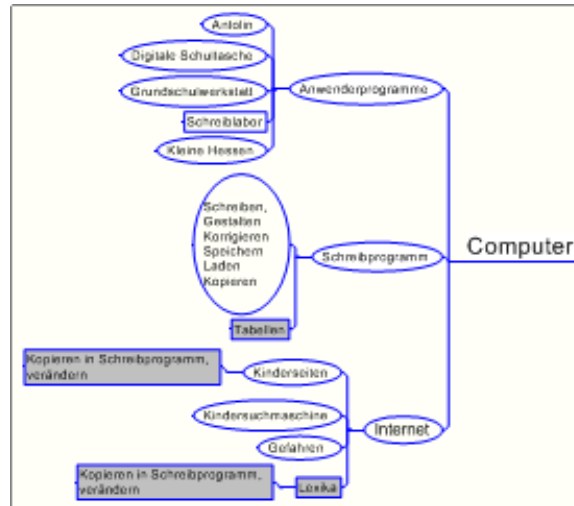 Antolin
Digitale Schultasche
Grundschulwerkstatt
Schreiblabor
Kleine Hessen
Anwenderprogramme
Schreiben,
Gestalten
Korrigieren
Speichern
Laden
Kopieren
Tabellen
Schreibprogramm
Computer
Kopieren in Schreibprogramm,
verändern
Kinderseiten
Kindersuchmaschine
Gefahren
Internet
Kopieren in Schreibprogramm,
verändern
Lexika